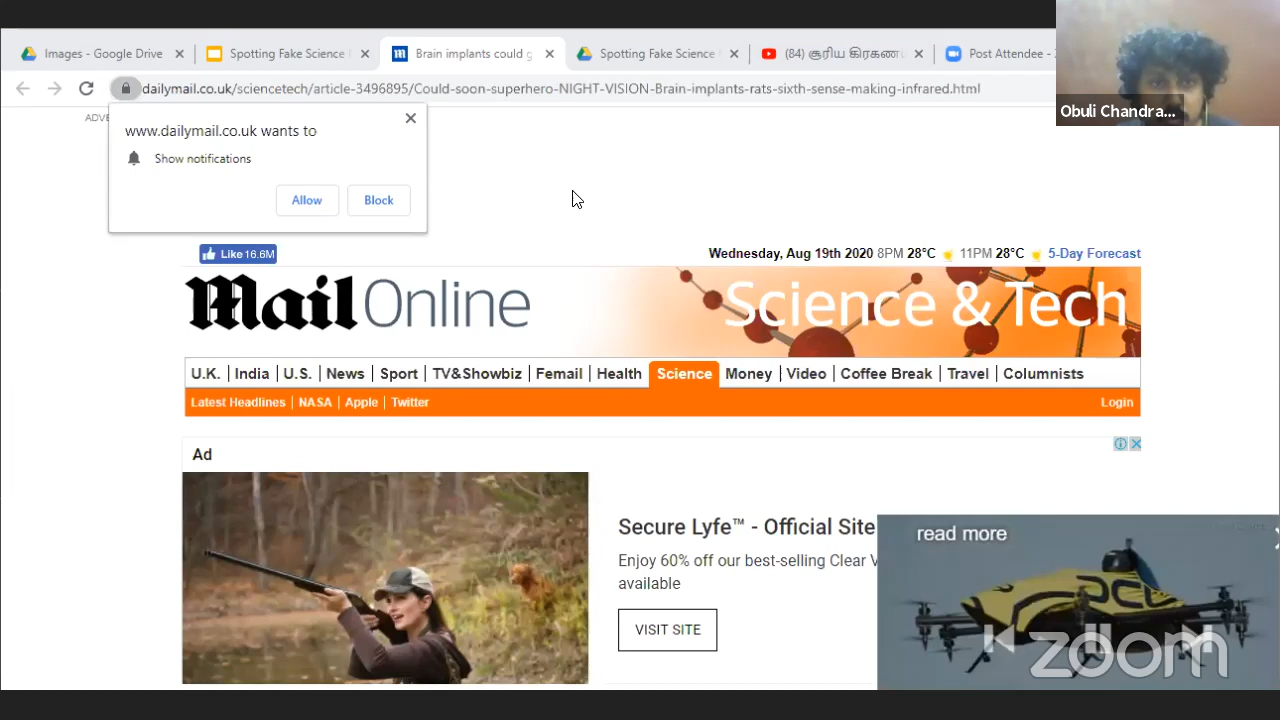 Images - Google Drive
Spotting Fake Science
Brain implants could g
Spotting Fake Science
(84) சூரிய கிரகண
Post Attendee -
dailymail.co.uk/sciencetech/article-3496895/Could-soon-superhero-NIGHT-VISION-Brain-implants-rats-sixth-sense-making-infrared.html
Obuli Chandra...
ADVE
www.dailymail.co.uk wants to
Show notifications
Allow
Block
Like 16.6M
Wednesday, Aug 19th 2020 8PM 28°C 11PM 28°C 5-Day Forecast
Mail Online
Science & Tech
U.K. | India | U.S. | News | Sport | TV&Showbiz | Femail | Health | Science | Money | Video | Coffee Break | Travel | Columnists
Latest Headlines | NASA | Apple | Twitter
Login
Ad
Secure Lyfe™ - Official Site
Enjoy 60% off our best-selling Clear V
available
VISIT SITE
read more
zoom